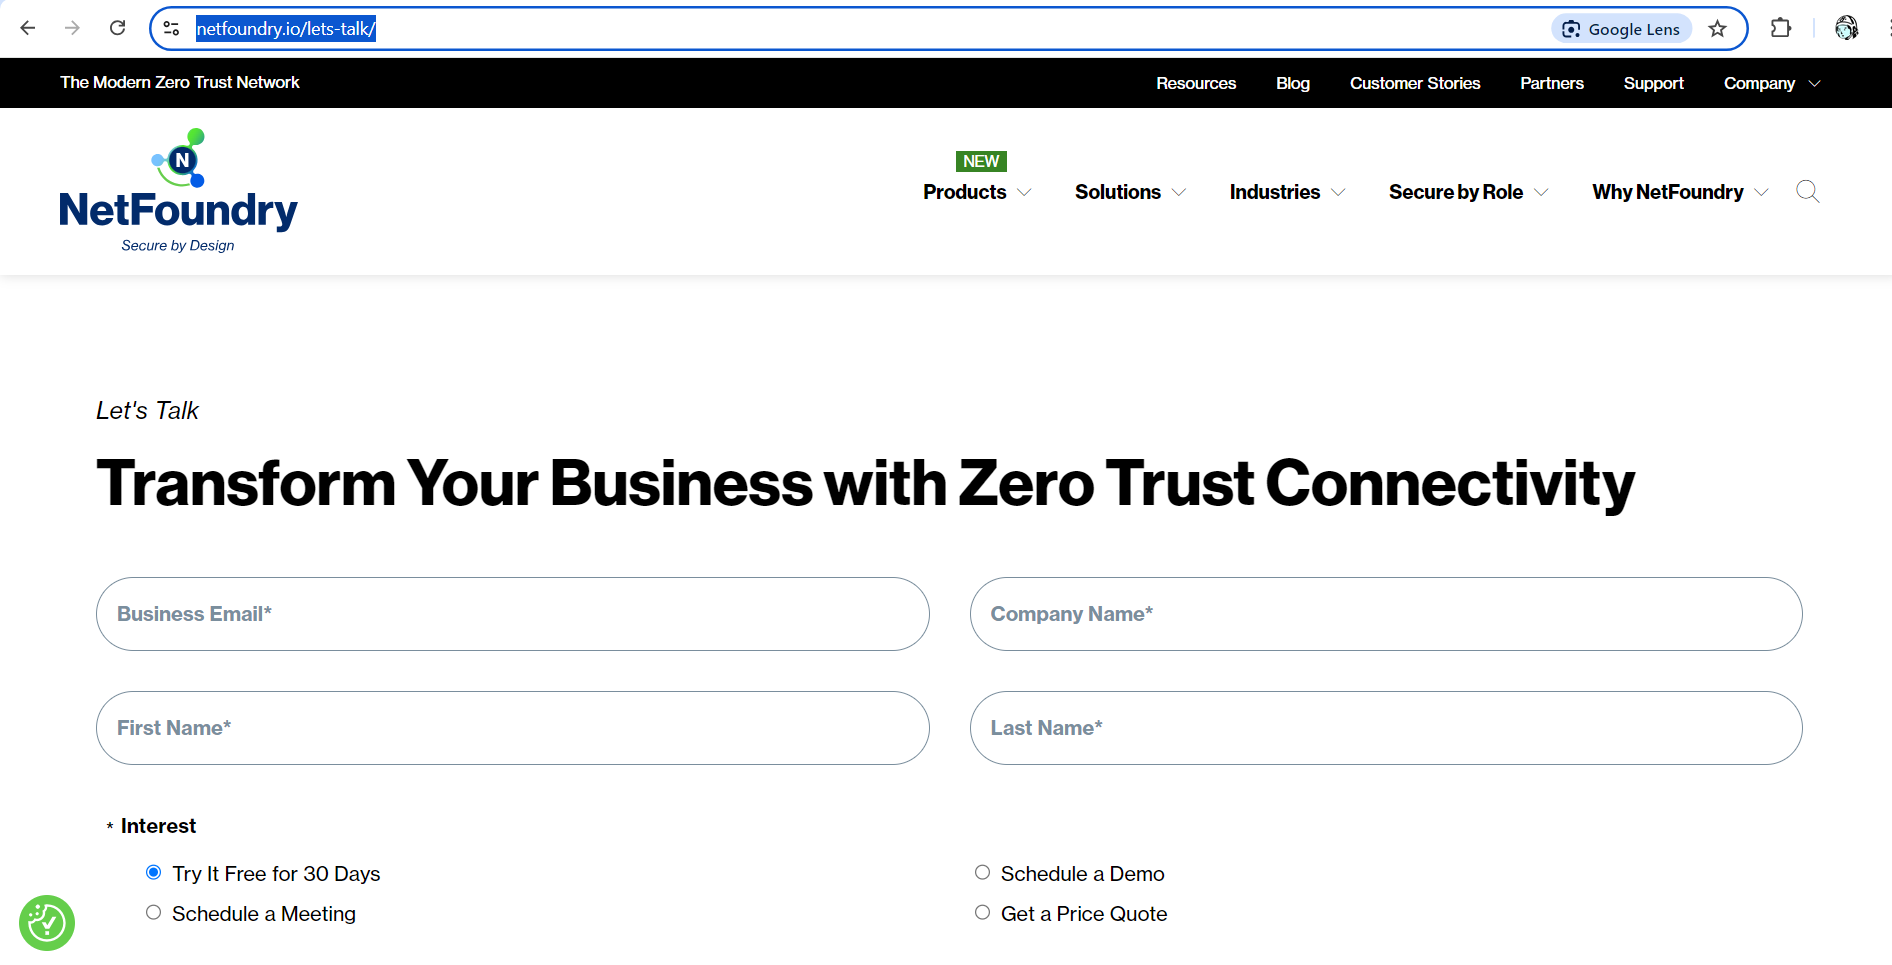 netfoundry.io/lets-talk/
Google Lens
The Modern Zero Trust Network
Resources Blog Customer Stories Partners Support Company
N
NetFoundry
Secure by Design
NEW
Products Solutions Industries Secure by Role Why NetFoundry
Let's Talk
Transform Your Business with Zero Trust Connectivity
Business Email* Company Name*
First Name* Last Name*
* Interest
Try It Free for 30 Days Schedule a Demo
Schedule a Meeting Get a Price Quote